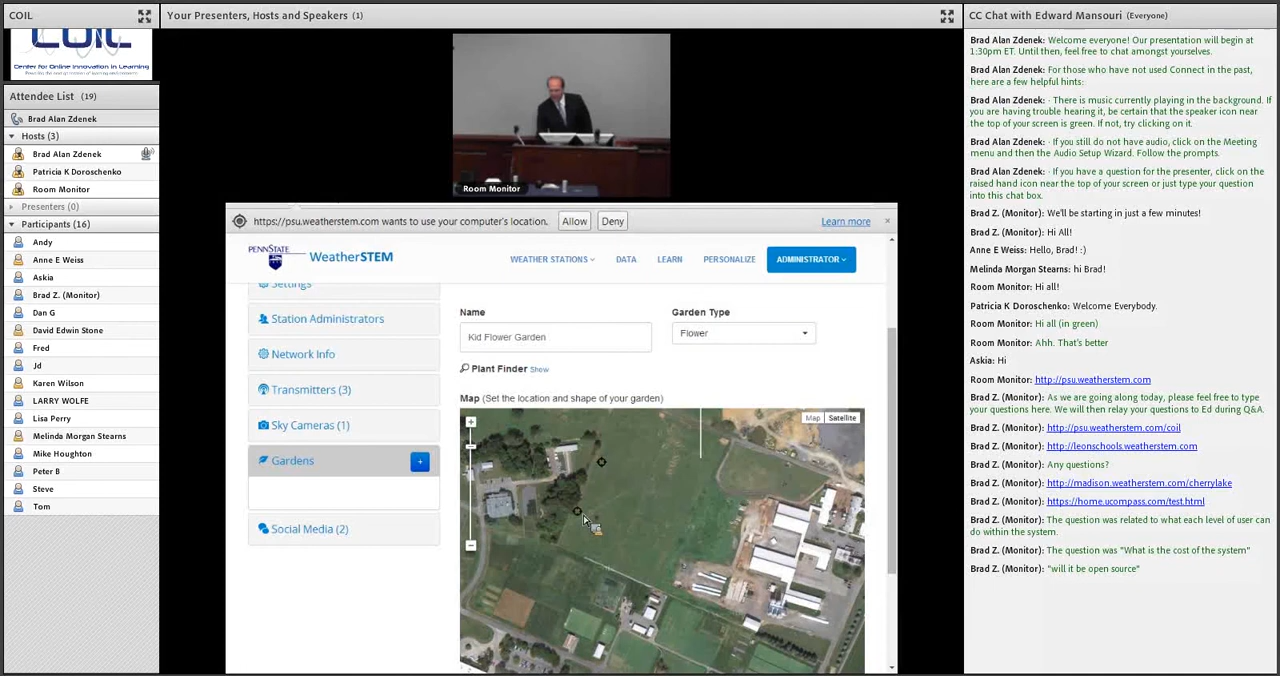 COIL
COIL
Center for Online Innovation in Learning
Attendee List (19)
Brad Alan Zdenek
Hosts (3)
Brad Alan Zdenek
Patricia K Doroschenko
Room Monitor
Presenters (0)
Participants (16)
Andy
Anne E Weiss
Askia
Brad Z. (Monitor)
Dan G
David Edwin Stone
Fred
Jd
Karen Wilson
LARRY WOLFE
Lisa Perry
Melinda Morgan Stearns
Mike Houghton
Peter B
Steve
Tom
Your Presenters, Hosts and Speakers (1)
Room Monitor
https://psu.weatherstem.com wants to use your computer's location.
Allow
Deny
Learn more
×
PENNSTATE
WeatherSTEM
WEATHER STATIONS
DATA
LEARN
PERSONALIZE
ADMINISTRATOR
Settings
Station Administrators
Network Info
Transmitters (3)
Sky Cameras (1)
Gardens
+
Social Media (2)
Name
Garden Type
Kid Flower Garden
Flower
Plant Finder Show
Map (Set the location and shape of your garden)
Map
Satellite
CC Chat with Edward Mansouri (Everyone)
Brad Alan Zdenek: Welcome everyone! Our presentation will begin at
1:30pm ET. Until then, feel free to chat amongst yourselves.
Brad Alan Zdenek: For those who have not used Connect in the past,
here are a few helpful hints:
Brad Alan Zdenek: · There is music currently playing in the background. If
you are having trouble hearing it, be certain that the speaker icon near
the top of your screen is green. If not, try clicking on it.
Brad Alan Zdenek: · If you still do not have audio, click on the Meeting
menu and then the Audio Setup Wizard. Follow the prompts.
Brad Alan Zdenek: · If you have a question for the presenter, click on the
raised hand icon near the top of your screen or just type your question
into this chat box.
Brad Z. (Monitor): We'll be starting in just a few minutes!
Brad Z. (Monitor): Hi All!
Anne E Weiss: Hello, Brad! :)
Melinda Morgan Stearns: hi Brad!
Room Monitor: Hi all!
Patricia K Doroschenko: Welcome Everybody.
Room Monitor: Hi all (in green)
Room Monitor: Ahh. That's better
Askia: Hi
Room Monitor: http://psu.weatherstem.com
Brad Z. (Monitor): As we are going along today, please feel free to type
your questions here. We will then relay your questions to Ed during Q&A.
Brad Z. (Monitor): http://psu.weatherstem.com/coil
Brad Z. (Monitor): http://leonschools.weatherstem.com
Brad Z. (Monitor): Any questions?
Brad Z. (Monitor): http://madison.weatherstem.com/cherrylake
Brad Z. (Monitor): https://home.ucompass.com/test.html
Brad Z. (Monitor): The question was related to what each level of user can
do within the system.
Brad Z. (Monitor): The question was "What is the cost of the system"
Brad Z. (Monitor): "will it be open source"